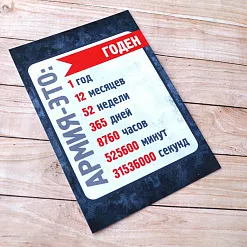 АРМИЯ-ЭТО:
ГОДЕН
1 ГОД
12 месяцев
52 недели
365 дней
8760 часов
525600 минут
31536000 секунд